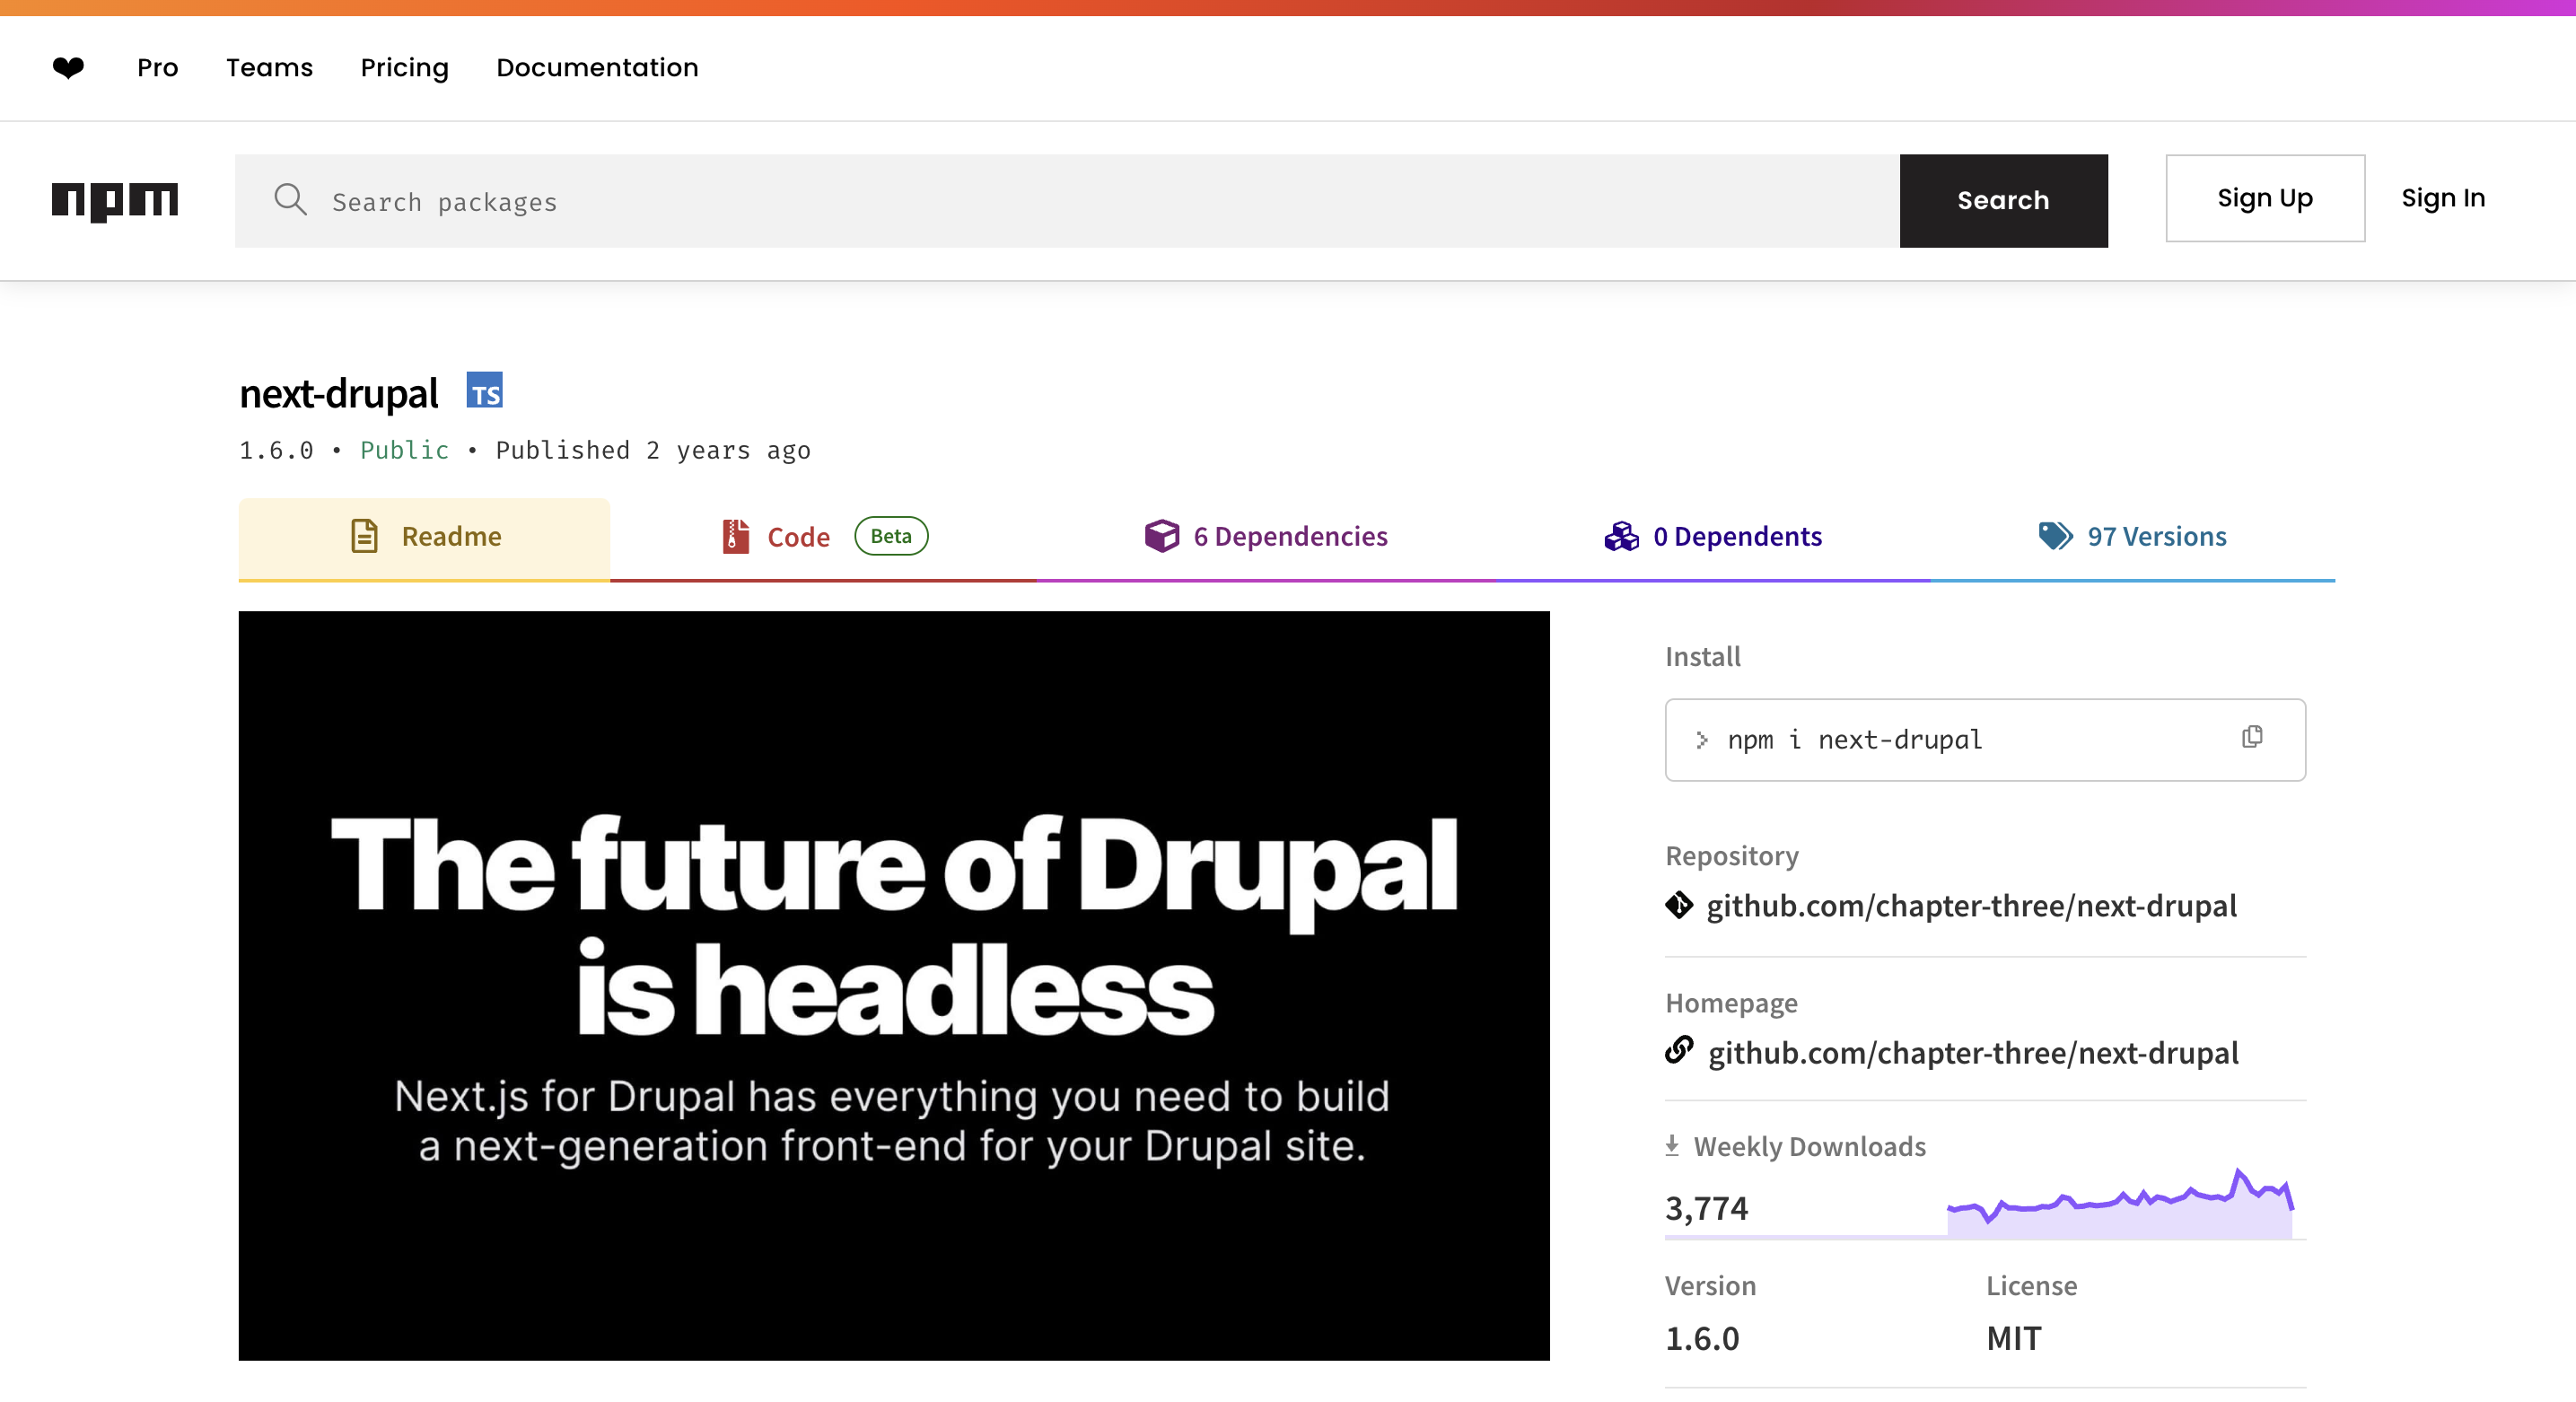 ❤ Pro Teams Pricing Documentation
npm Search packages Search Sign Up Sign In
next-drupal TS
1.6.0 • Public • Published 2 years ago
Readme Code Beta 6 Dependencies 0 Dependents 97 Versions
The future of Drupal
is headless
Next.js for Drupal has everything you need to build
a next-generation front-end for your Drupal site.
Install
> npm i next-drupal
Repository
github.com/chapter-three/next-drupal
Homepage
github.com/chapter-three/next-drupal
Weekly Downloads
3,774
Version License
1.6.0 MIT